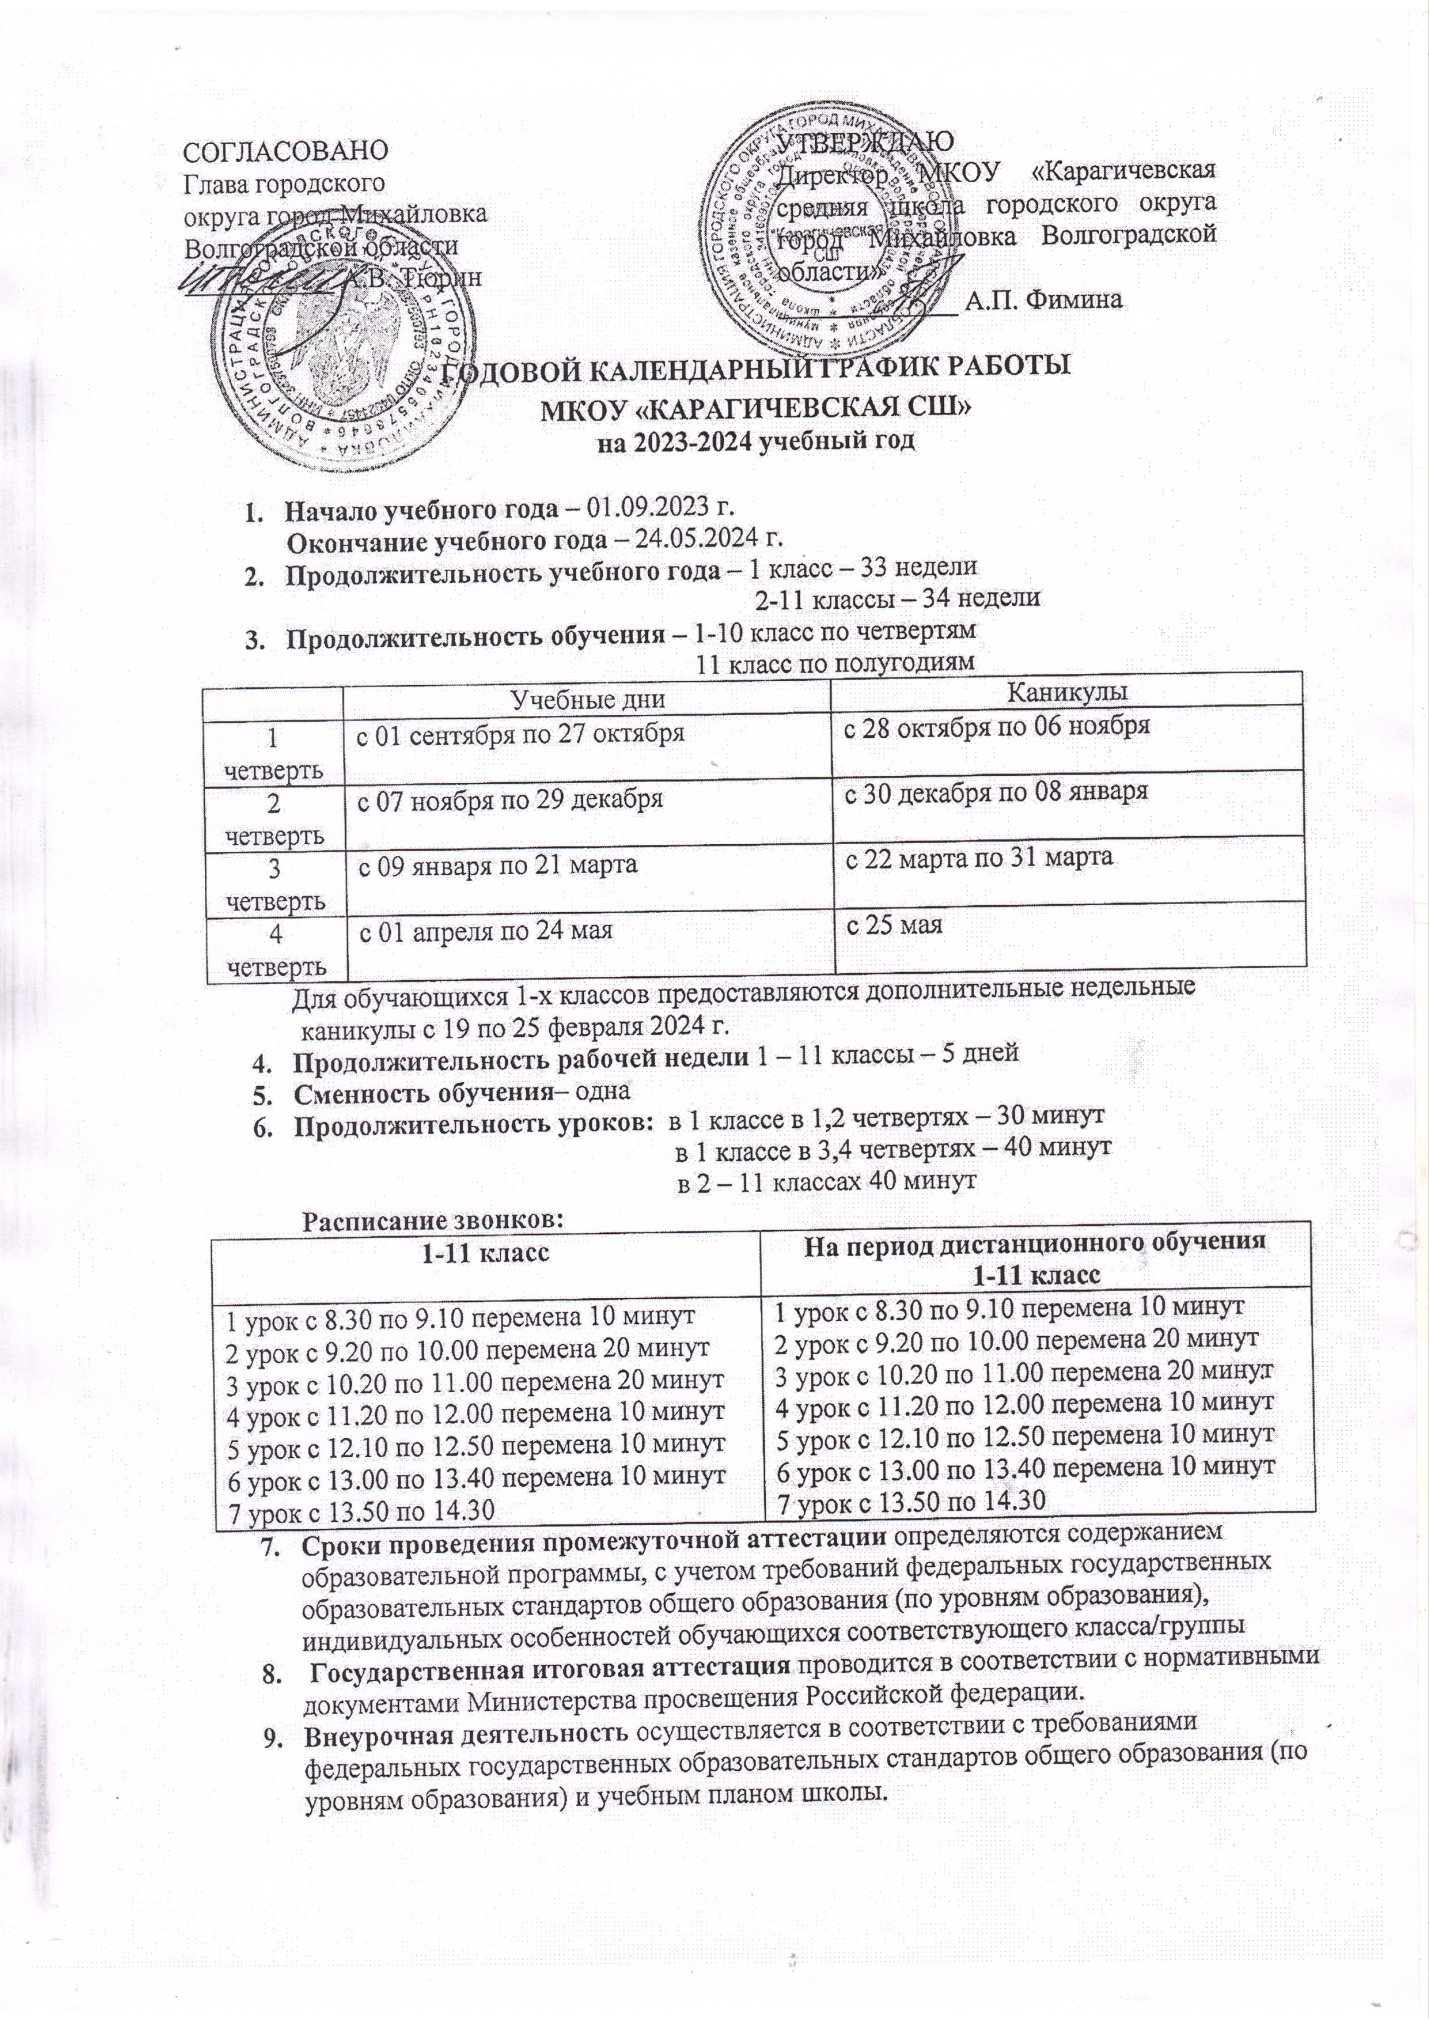 СОГЛАСОВАНО
Глава городского
округа город Михайловка
Волгоградской области
А.В. Тюрин
УТВЕРЖДАЮ
Директор МКОУ «Карагичевская
средняя школа городского округа
город Михайловка Волгоградской
области»
А.П. Фимина
ГОДОВОЙ КАЛЕНДАРНЫЙ ГРАФИК РАБОТЫ
МКОУ «КАРАГИЧЕВСКАЯ СШ»
на 2023-2024 учебный год
1. Начало учебного года – 01.09.2023 г.
Окончание учебного года – 24.05.2024 г.
2. Продолжительность учебного года – 1 класс – 33 недели
2-11 классы – 34 недели
3. Продолжительность обучения – 1-10 класс по четвертям
11 класс по полугодиям
Учебные дни Каникулы
1 четверть с 01 сентября по 27 октября с 28 октября по 06 ноября
2 четверть с 07 ноября по 29 декабря с 30 декабря по 08 января
3 четверть с 09 января по 21 марта с 22 марта по 31 марта
4 четверть с 01 апреля по 24 мая с 25 мая
Для обучающихся 1-х классов предоставляются дополнительные недельные
каникулы с 19 по 25 февраля 2024 г.
4. Продолжительность рабочей недели 1 – 11 классы – 5 дней
5. Сменность обучения– одна
6. Продолжительность уроков: в 1 классе в 1,2 четвертях – 30 минут
в 1 классе в 3,4 четвертях – 40 минут
в 2 – 11 классах 40 минут
Расписание звонков:
1-11 класс
1 урок с 8.30 по 9.10 перемена 10 минут
2 урок с 9.20 по 10.00 перемена 20 минут
3 урок с 10.20 по 11.00 перемена 20 минут
4 урок с 11.20 по 12.00 перемена 10 минут
5 урок с 12.10 по 12.50 перемена 10 минут
6 урок с 13.00 по 13.40 перемена 10 минут
7 урок с 13.50 по 14.30
На период дистанционного обучения
1-11 класс
1 урок с 8.30 по 9.10 перемена 10 минут
2 урок с 9.20 по 10.00 перемена 20 минут
3 урок с 10.20 по 11.00 перемена 20 минут
4 урок с 11.20 по 12.00 перемена 10 минут
5 урок с 12.10 по 12.50 перемена 10 минут
6 урок с 13.00 по 13.40 перемена 10 минут
7 урок с 13.50 по 14.30
7. Сроки проведения промежуточной аттестации определяются содержанием
образовательной программы, с учетом требований федеральных государственных
образовательных стандартов общего образования (по уровням образования),
индивидуальных особенностей обучающихся соответствующего класса/группы
8. Государственная итоговая аттестация проводится в соответствии с нормативными
документами Министерства просвещения Российской федерации.
9. Внеурочная деятельность осуществляется в соответствии с требованиями
федеральных государственных образовательных стандартов общего образования (по
уровням образования) и учебным планом школы.